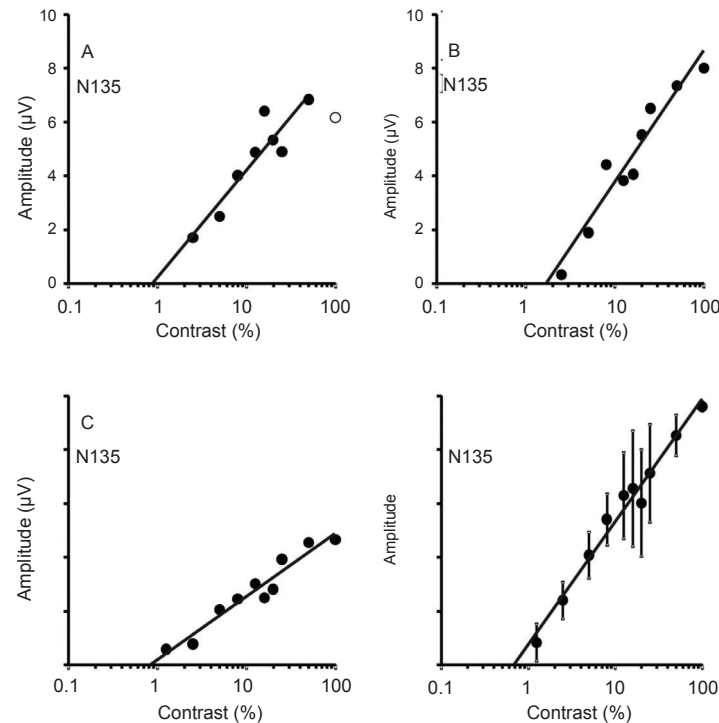 10
8
6
4
2
0
A
N135
Amplitude (µV)
0.1 1 10 100
Contrast (%)
10
8
6
4
2
0
B
N135
Amplitude (µV)
0.1 1 10 100
Contrast (%)
C
N135
Amplitude (µV)
0.1 1 10 100
Contrast (%)
N135
Amplitude
0.1 1 10 100
Contrast (%)